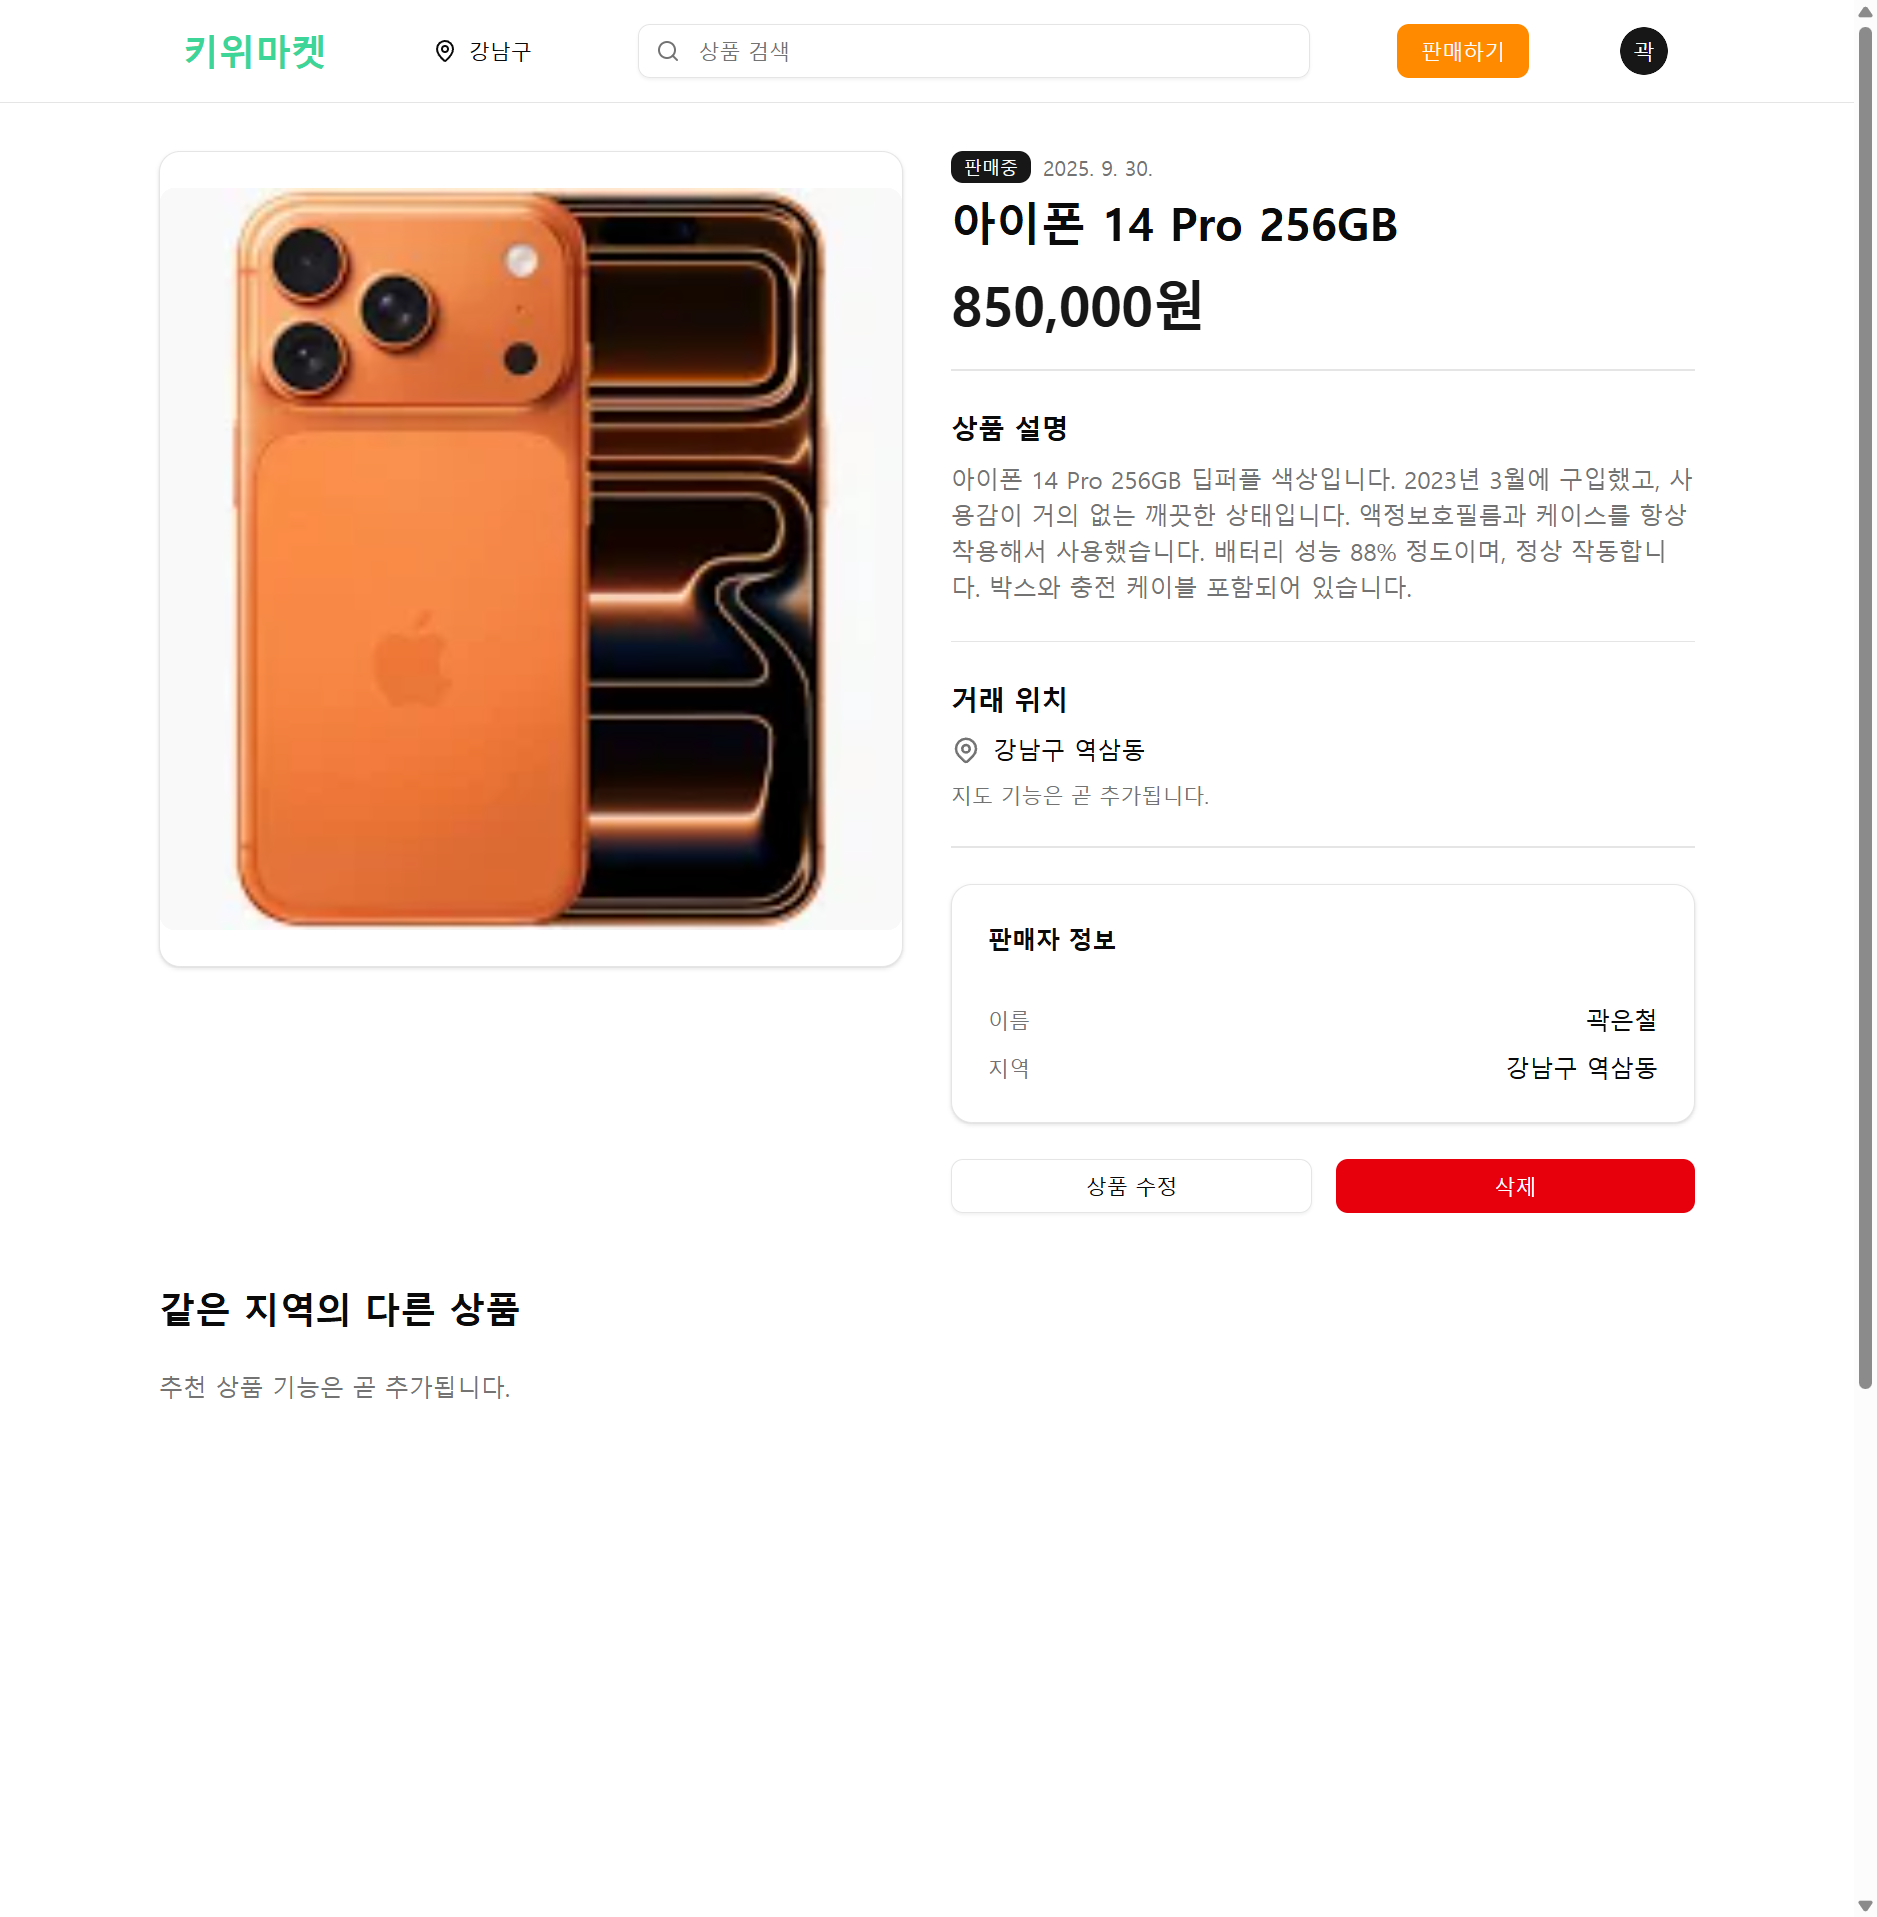 키위마켓
강남구
상품 검색
판매하기
곽
판매중
2025. 9. 30.
아이폰 14 Pro 256GB
850,000원
상품 설명
아이폰 14 Pro 256GB 딥퍼플 색상입니다. 2023년 3월에 구입했고, 사
용감이 거의 없는 깨끗한 상태입니다. 액정보호필름과 케이스를 항상
착용해서 사용했습니다. 배터리 성능 88% 정도이며, 정상 작동합니
다. 박스와 충전 케이블 포함되어 있습니다.
거래 위치
강남구 역삼동
지도 기능은 곧 추가됩니다.
판매자 정보
이름
곽은철
지역
강남구 역삼동
상품 수정
삭제
같은 지역의 다른 상품
추천 상품 기능은 곧 추가됩니다.